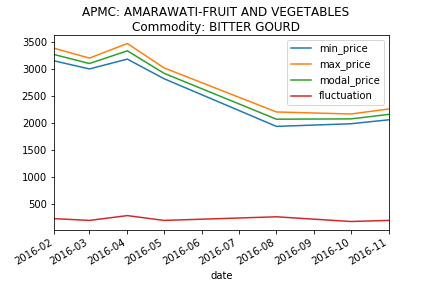 APMC: AMARAWATI-FRUIT AND VEGETABLES
Commodity: BITTER GOURD
min_price
max_price
modal_price
fluctuation
3500
3000
2500
2000
1500
1000
500
2016-02
2016-03
2016-04
2016-05
2016-06
2016-07
2016-08
2016-09
2016-10
2016-11
date